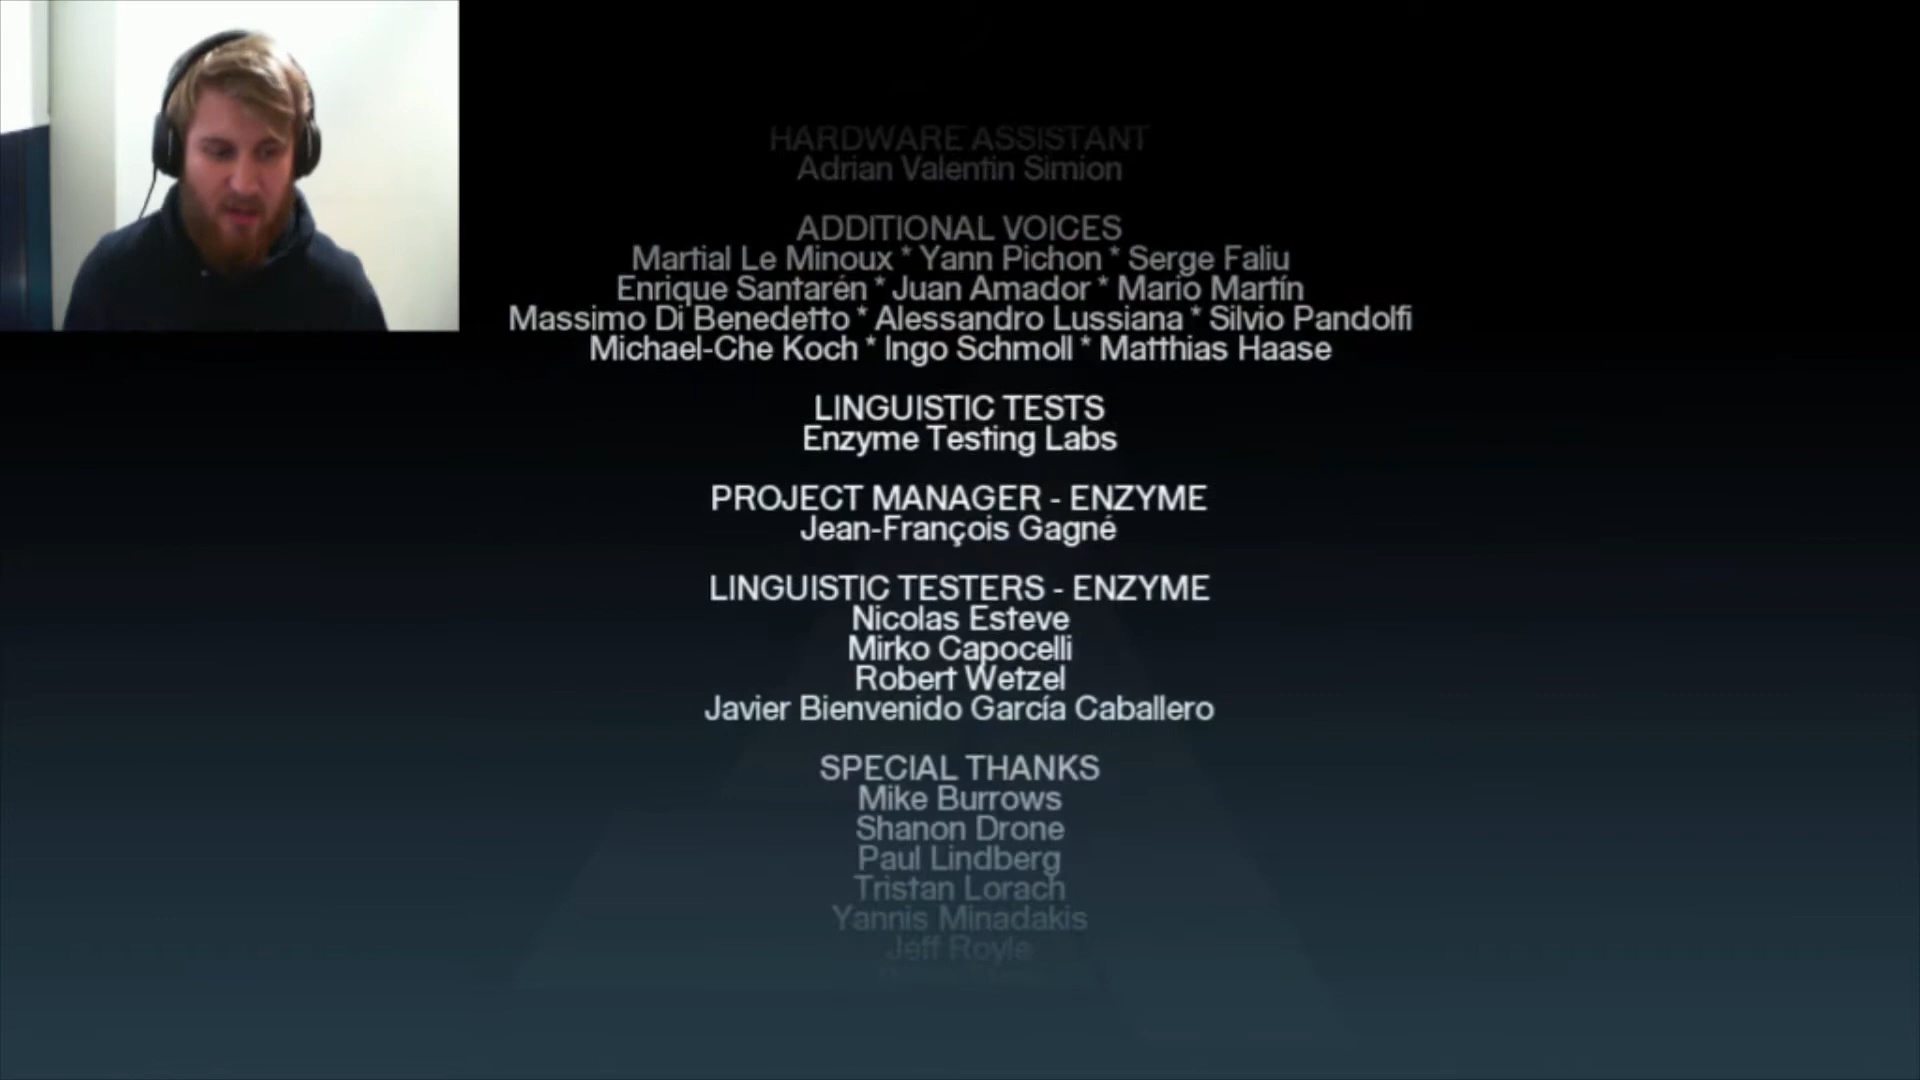 HARDWARE ASSISTANT
Adrian Valentin Simion
ADDITIONAL VOICES
Martial Le Minoux * Yann Pichon * Serge Faliu
Enrique Santarén * Juan Amador * Mario Martín
Massimo Di Benedetto * Alessandro Lussiana * Silvio Pandolfi
Michael-Che Koch * Ingo Schmoll * Matthias Haase
LINGUISTIC TESTS
Enzyme Testing Labs
PROJECT MANAGER - ENZYME
Jean-François Gagné
LINGUISTIC TESTERS - ENZYME
Nicolas Esteve
Mirko Capocelli
Robert Wetzel
Javier Bienvenido García Caballero
SPECIAL THANKS
Mike Burrows
Shanon Drone
Paul Lindberg
Tristan Lorach
Yannis Minadakis
Jeff Royle